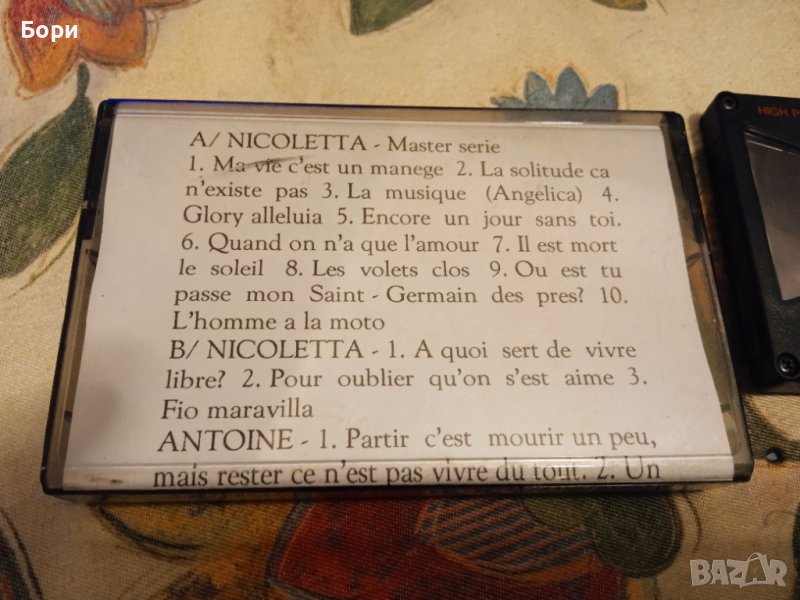 Бори
HIGH P
A/ NICOLETTA - Master serie
1. Ma vie c'est un manege 2. La solitude ca
n'existe pas 3. La musique (Angelica) 4.
Glory alleluia 5. Encore un jour sans toi.
6. Quand on n'a que l'amour 7. Il est mort
le soleil 8. Les volets clos 9. Ou est tu
passe mon Saint - Germain des pres? 10.
L'homme a la moto
B/ NICOLETTA - 1. A quoi sert de vivre
libre? 2. Pour oublier qu'on s'est aime 3.
Fio maravilla
ANTOINE - 1. Partir c'est mourir un peu,
mais rester ce n'est pas vivre du tout. 2. Un
BAZAR